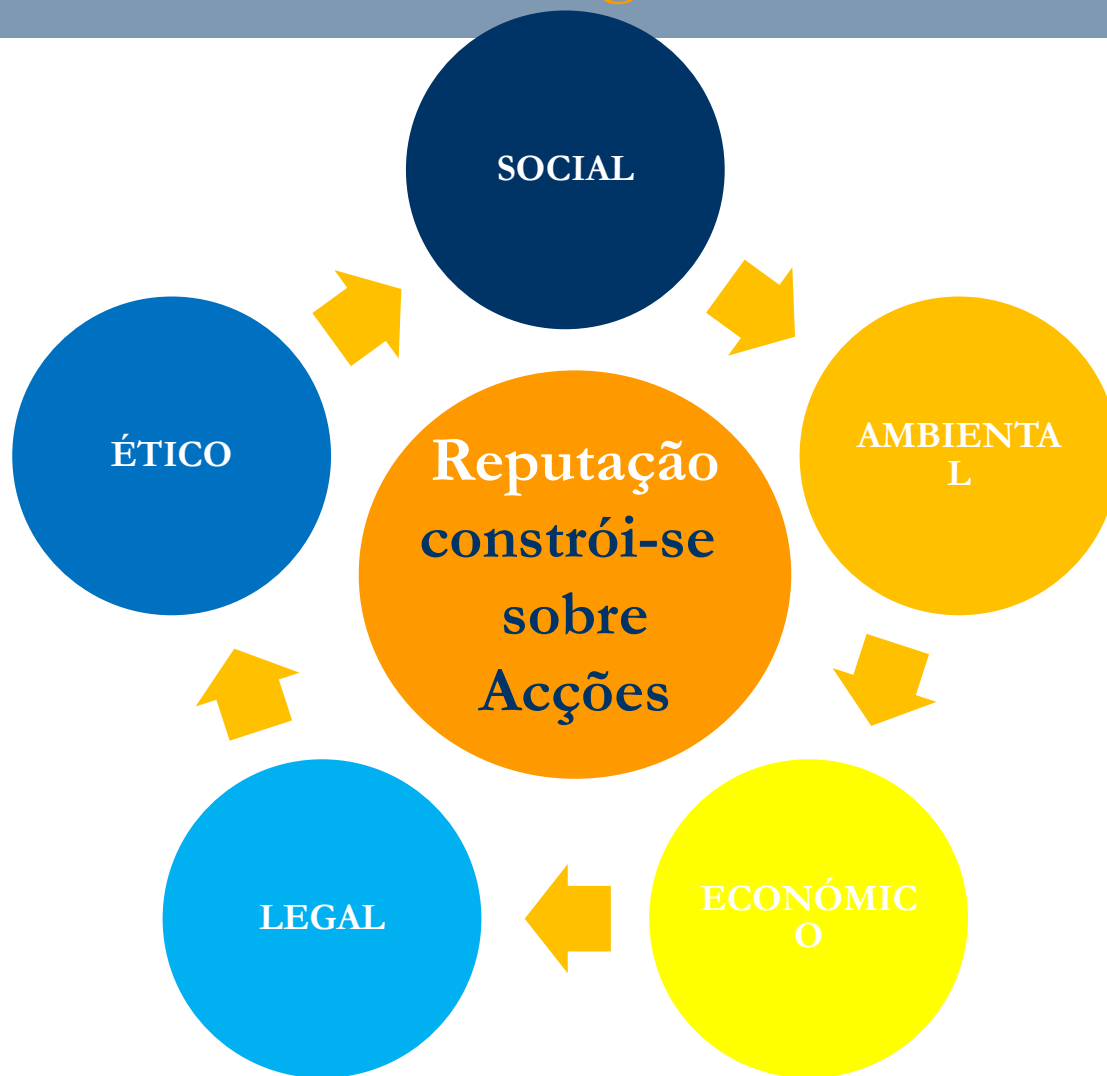 SOCIAL
ÉTICO
AMBIENTA
L
Reputação
constrói-se
sobre
Acções
LEGAL
ECONÓMIC
O